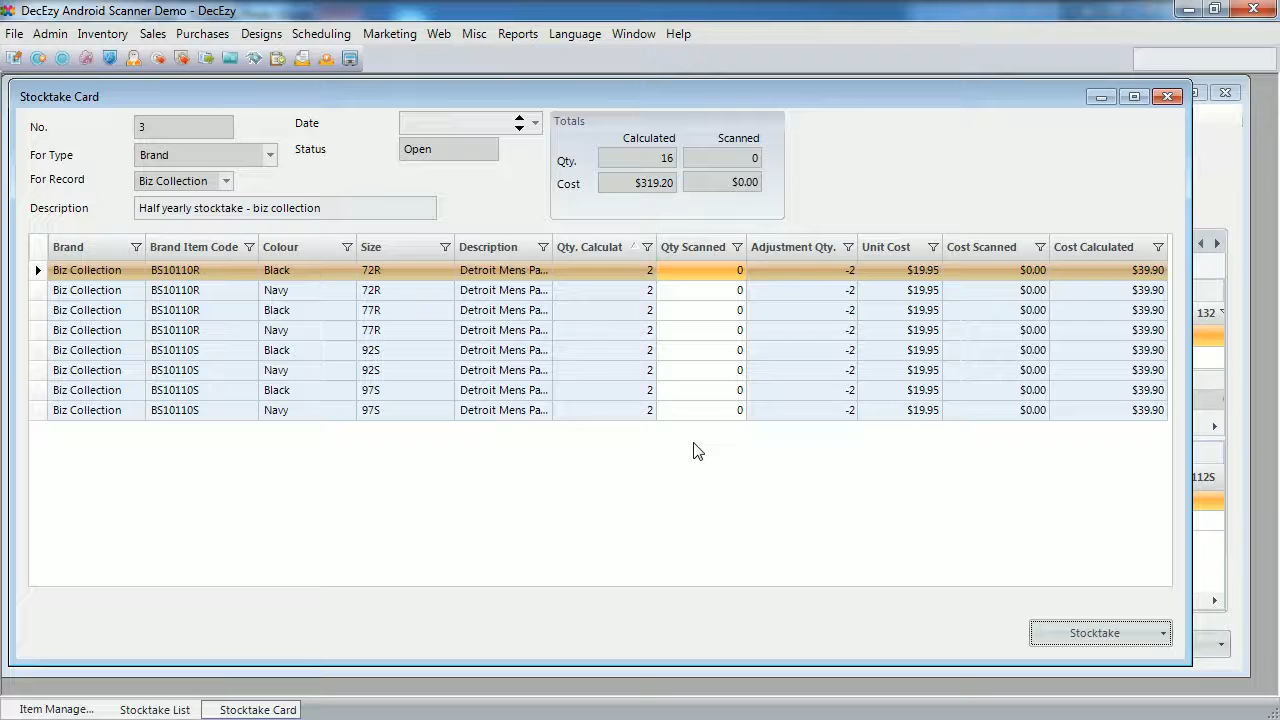 DecEzy Android Scanner Demo - DecEzy
File Admin Inventory Sales Purchases Designs Scheduling Marketing Web Misc Reports Language Window Help
Stocktake Card
No. 3 Date Totals
Calculated Scanned
For Type Brand Status Open Qty. 16 0
For Record Biz Collection Cost $319.20 $0.00
Description Half yearly stocktake - biz collection
Brand Brand Item Code Colour Size Description Qty. Calculat Qty Scanned Adjustment Qty. Unit Cost Cost Scanned Cost Calculated
Biz Collection BS10110R Black 72R Detroit Mens Pa... 2 0 -2 $19.95 $0.00 $39.90
Biz Collection BS10110R Navy 72R Detroit Mens Pa... 2 0 -2 $19.95 $0.00 $39.90
Biz Collection BS10110R Black 77R Detroit Mens Pa... 2 0 -2 $19.95 $0.00 $39.90
Biz Collection BS10110R Navy 77R Detroit Mens Pa... 2 0 -2 $19.95 $0.00 $39.90
Biz Collection BS10110S Black 92S Detroit Mens Pa... 2 0 -2 $19.95 $0.00 $39.90
Biz Collection BS10110S Navy 92S Detroit Mens Pa... 2 0 -2 $19.95 $0.00 $39.90
Biz Collection BS10110S Black 97S Detroit Mens Pa... 2 0 -2 $19.95 $0.00 $39.90
Biz Collection BS10110S Navy 97S Detroit Mens Pa... 2 0 -2 $19.95 $0.00 $39.90
132
112S
Stocktake
Item Manage... Stocktake List Stocktake Card